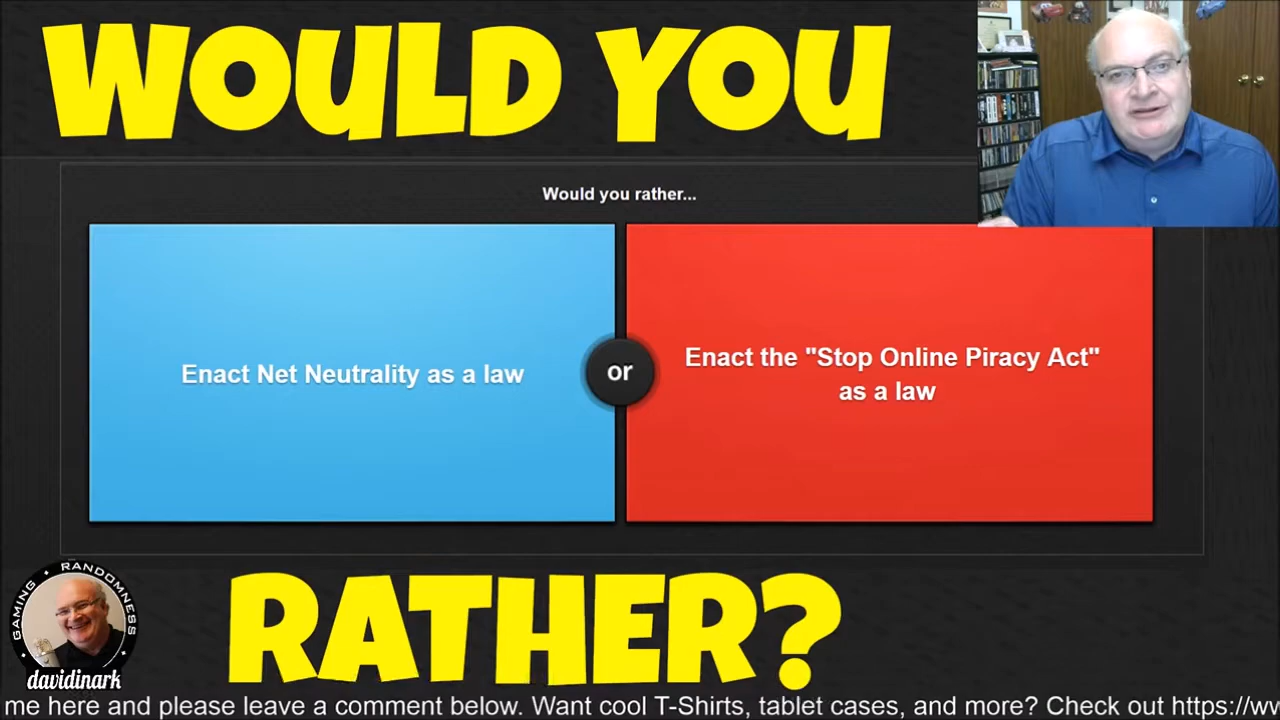 WOULD YOU
Would you rather...
Enact Net Neutrality as a law
or
Enact the "Stop Online Piracy Act"
as a law
GAMING • RANDOMNESS
davidinark
RATHER?
me here and please leave a comment below. Want cool T-Shirts, tablet cases, and more? Check out https://ww